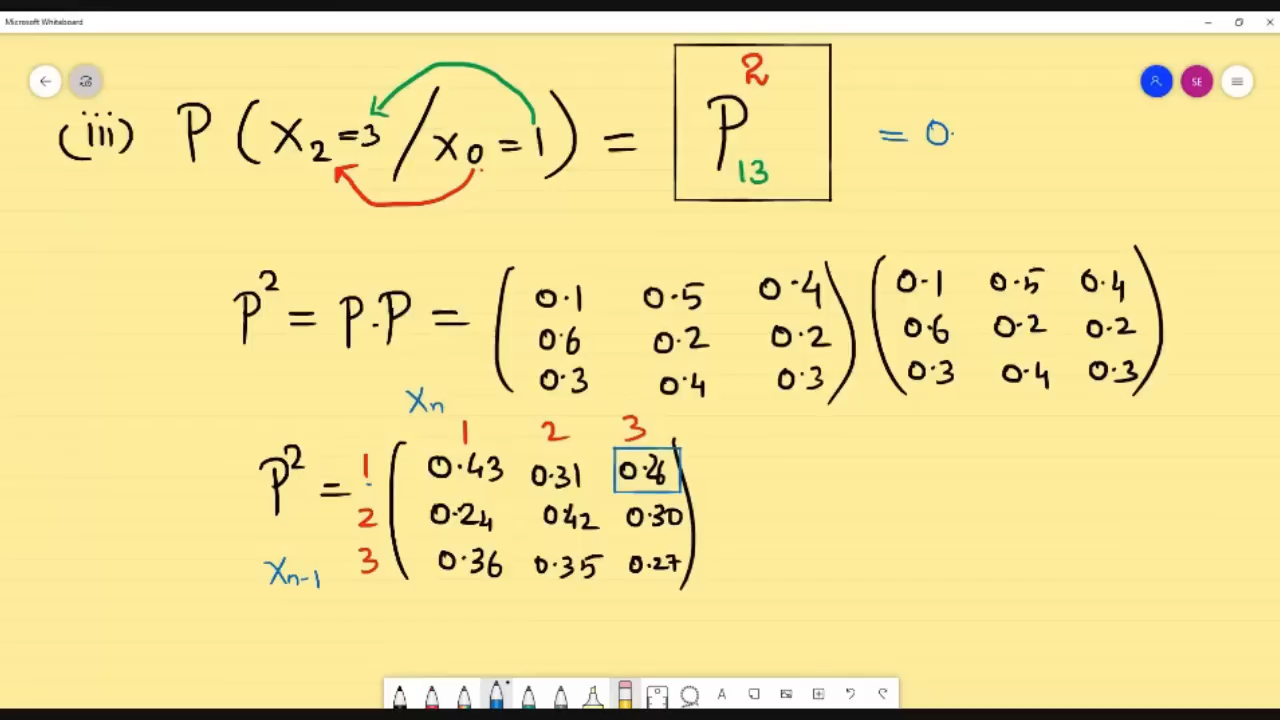 Microsoft Whiteboard
SE
(iii) P ( X₂ = 3 / X₀ = 1 ) = P²₁₃ = 0.
P² = P.P = ( 0.1 0.5 0.4 ) ( 0.1 0.5 0.4 )
0.6 0.2 0.2 0.6 0.2 0.2
0.3 0.4 0.3 0.3 0.4 0.3
Xn
1 2 3
P² = 1 ( 0.43 0.31 0.26 )
2 0.24 0.42 0.30
Xn-1 3 0.36 0.35 0.27
A